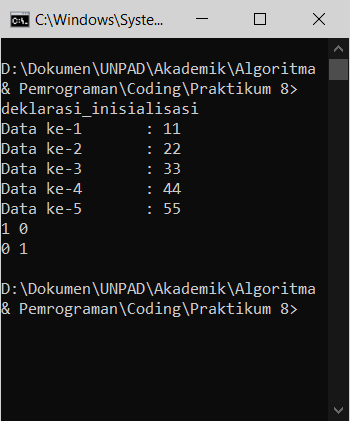 C:\Windows\Syste...
D:\Dokumen\UNPAD\Akademik\Algoritma
& Pemrograman\Coding\Praktikum 8>
deklarasi_inisialisasi
Data ke-1 : 11
Data ke-2 : 22
Data ke-3 : 33
Data ke-4 : 44
Data ke-5 : 55
1 0
0 1
D:\Dokumen\UNPAD\Akademik\Algoritma
& Pemrograman\Coding\Praktikum 8>